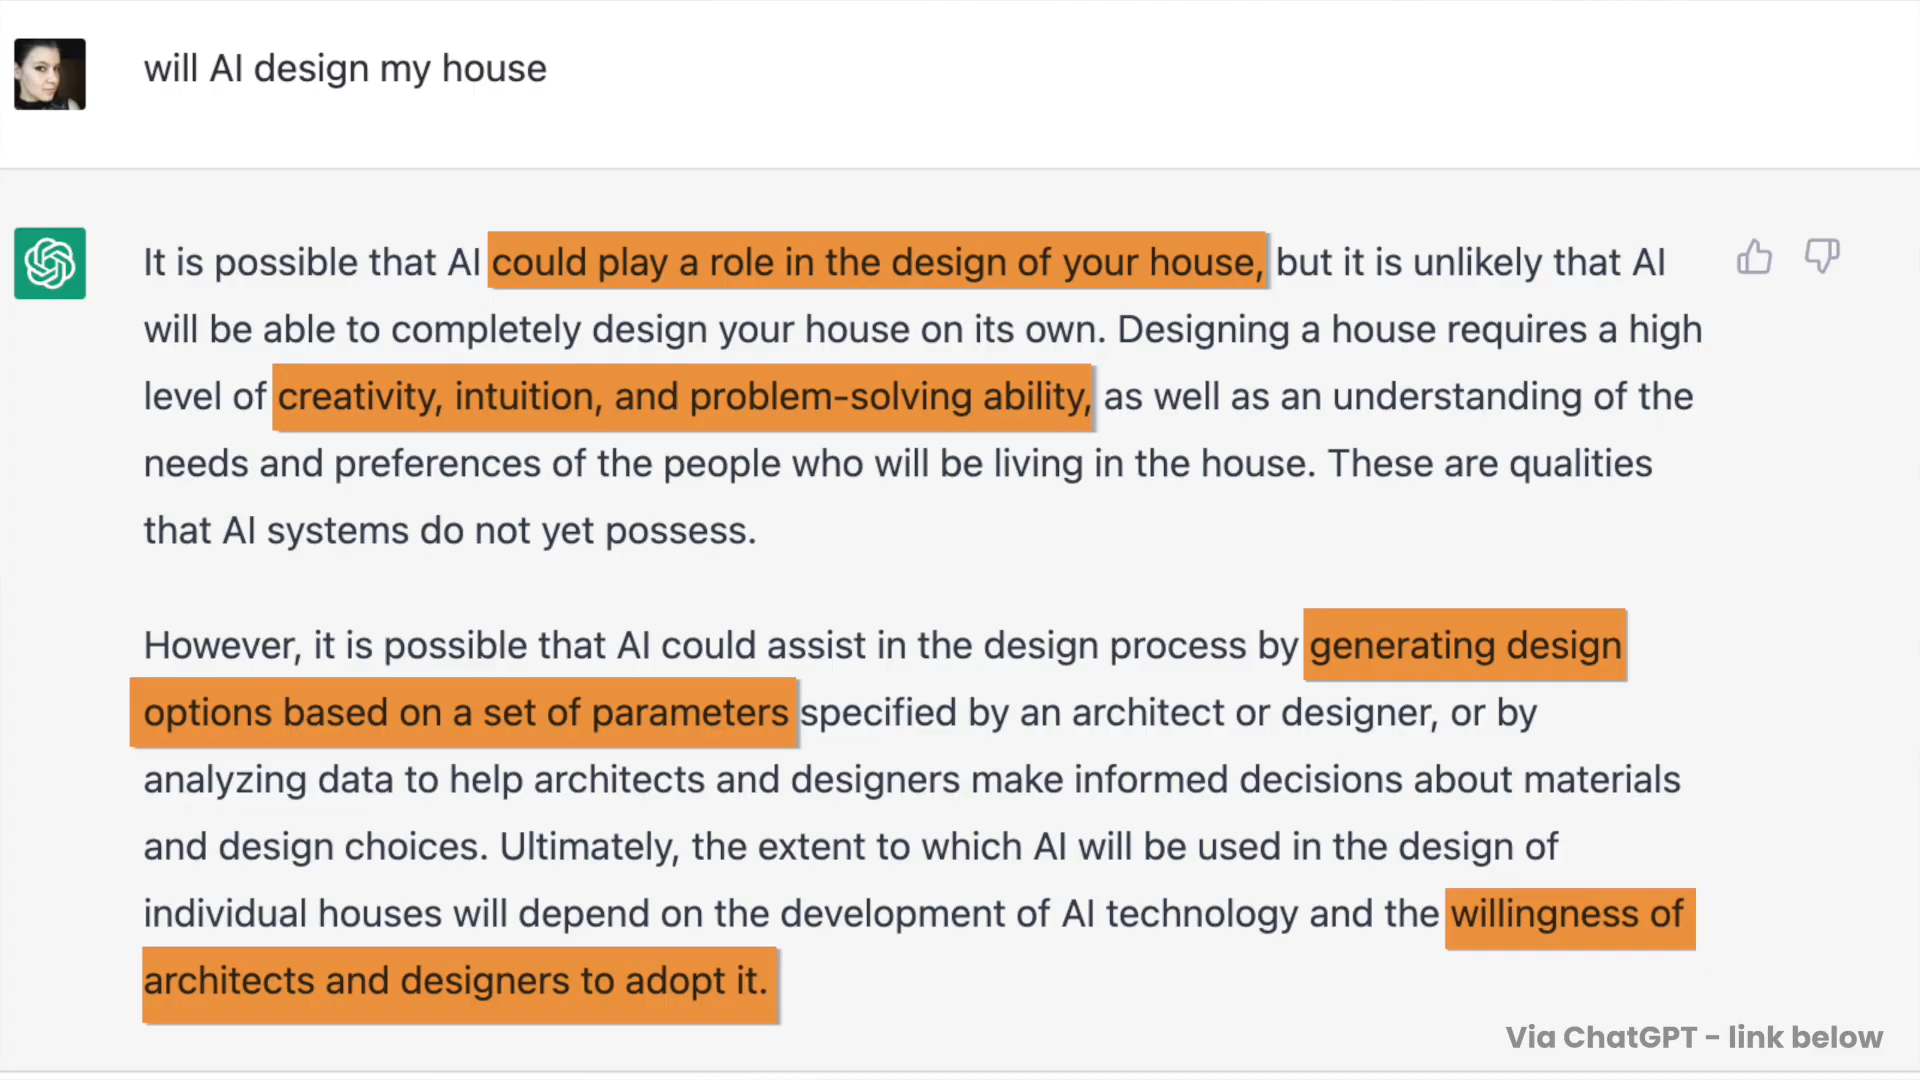 will AI design my house
It is possible that AI could play a role in the design of your house, but it is unlikely that AI
will be able to completely design your house on its own. Designing a house requires a high
level of creativity, intuition, and problem-solving ability, as well as an understanding of the
needs and preferences of the people who will be living in the house. These are qualities
that AI systems do not yet possess.
However, it is possible that AI could assist in the design process by generating design
options based on a set of parameters specified by an architect or designer, or by
analyzing data to help architects and designers make informed decisions about materials
and design choices. Ultimately, the extent to which AI will be used in the design of
individual houses will depend on the development of AI technology and the willingness of
architects and designers to adopt it.
Via ChatGPT - link below